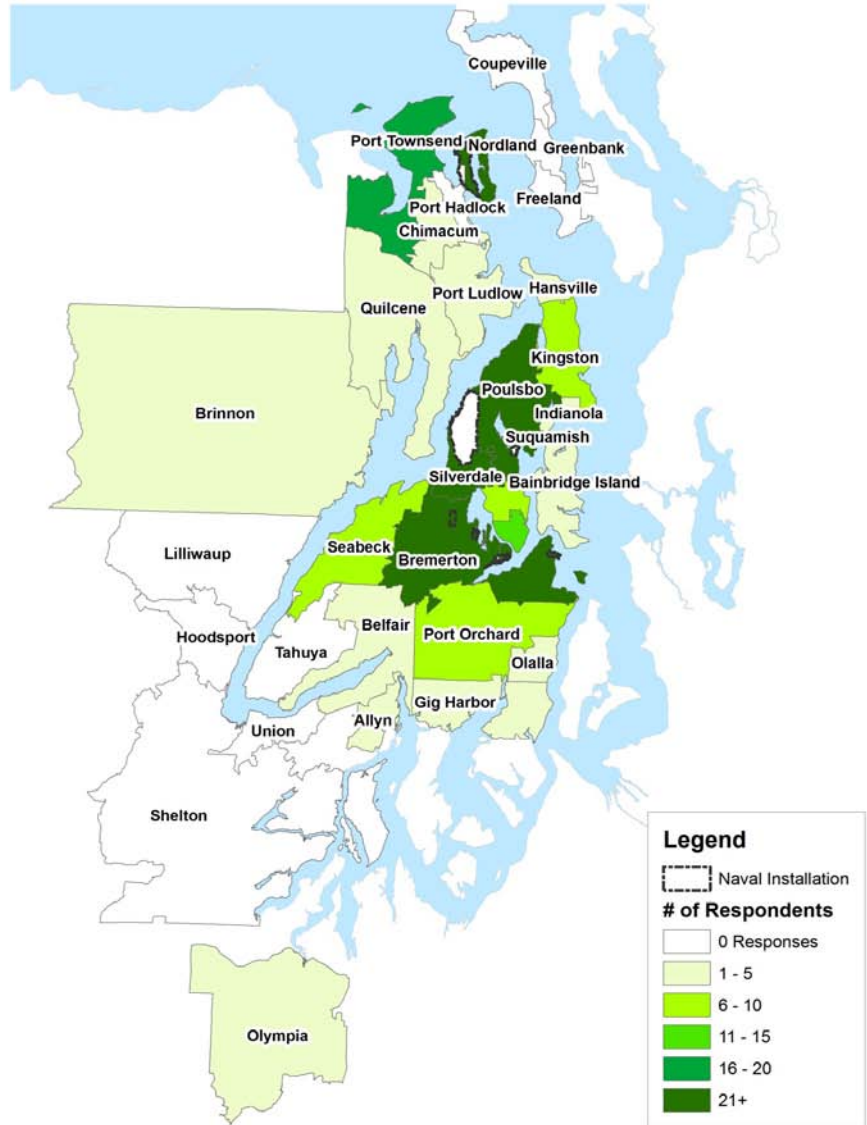 Coupeville
Port Townsend
Nordland
Greenbank
Freeland
Port Hadlock
Chimacum
Hansville
Port Ludlow
Quilcene
Kingston
Poulsbo
Brinnon
Indianola
Suquamish
Silverdale
Bainbridge Island
Lilliwaup
Seabeck
Bremerton
Belfair
Hoodsport
Port Orchard
Tahuya
Olalla
Gig Harbor
Allyn
Union
Shelton
Olympia
Legend
Naval Installation
# of Respondents
0 Responses
1 - 5
6 - 10
11 - 15
16 - 20
21+